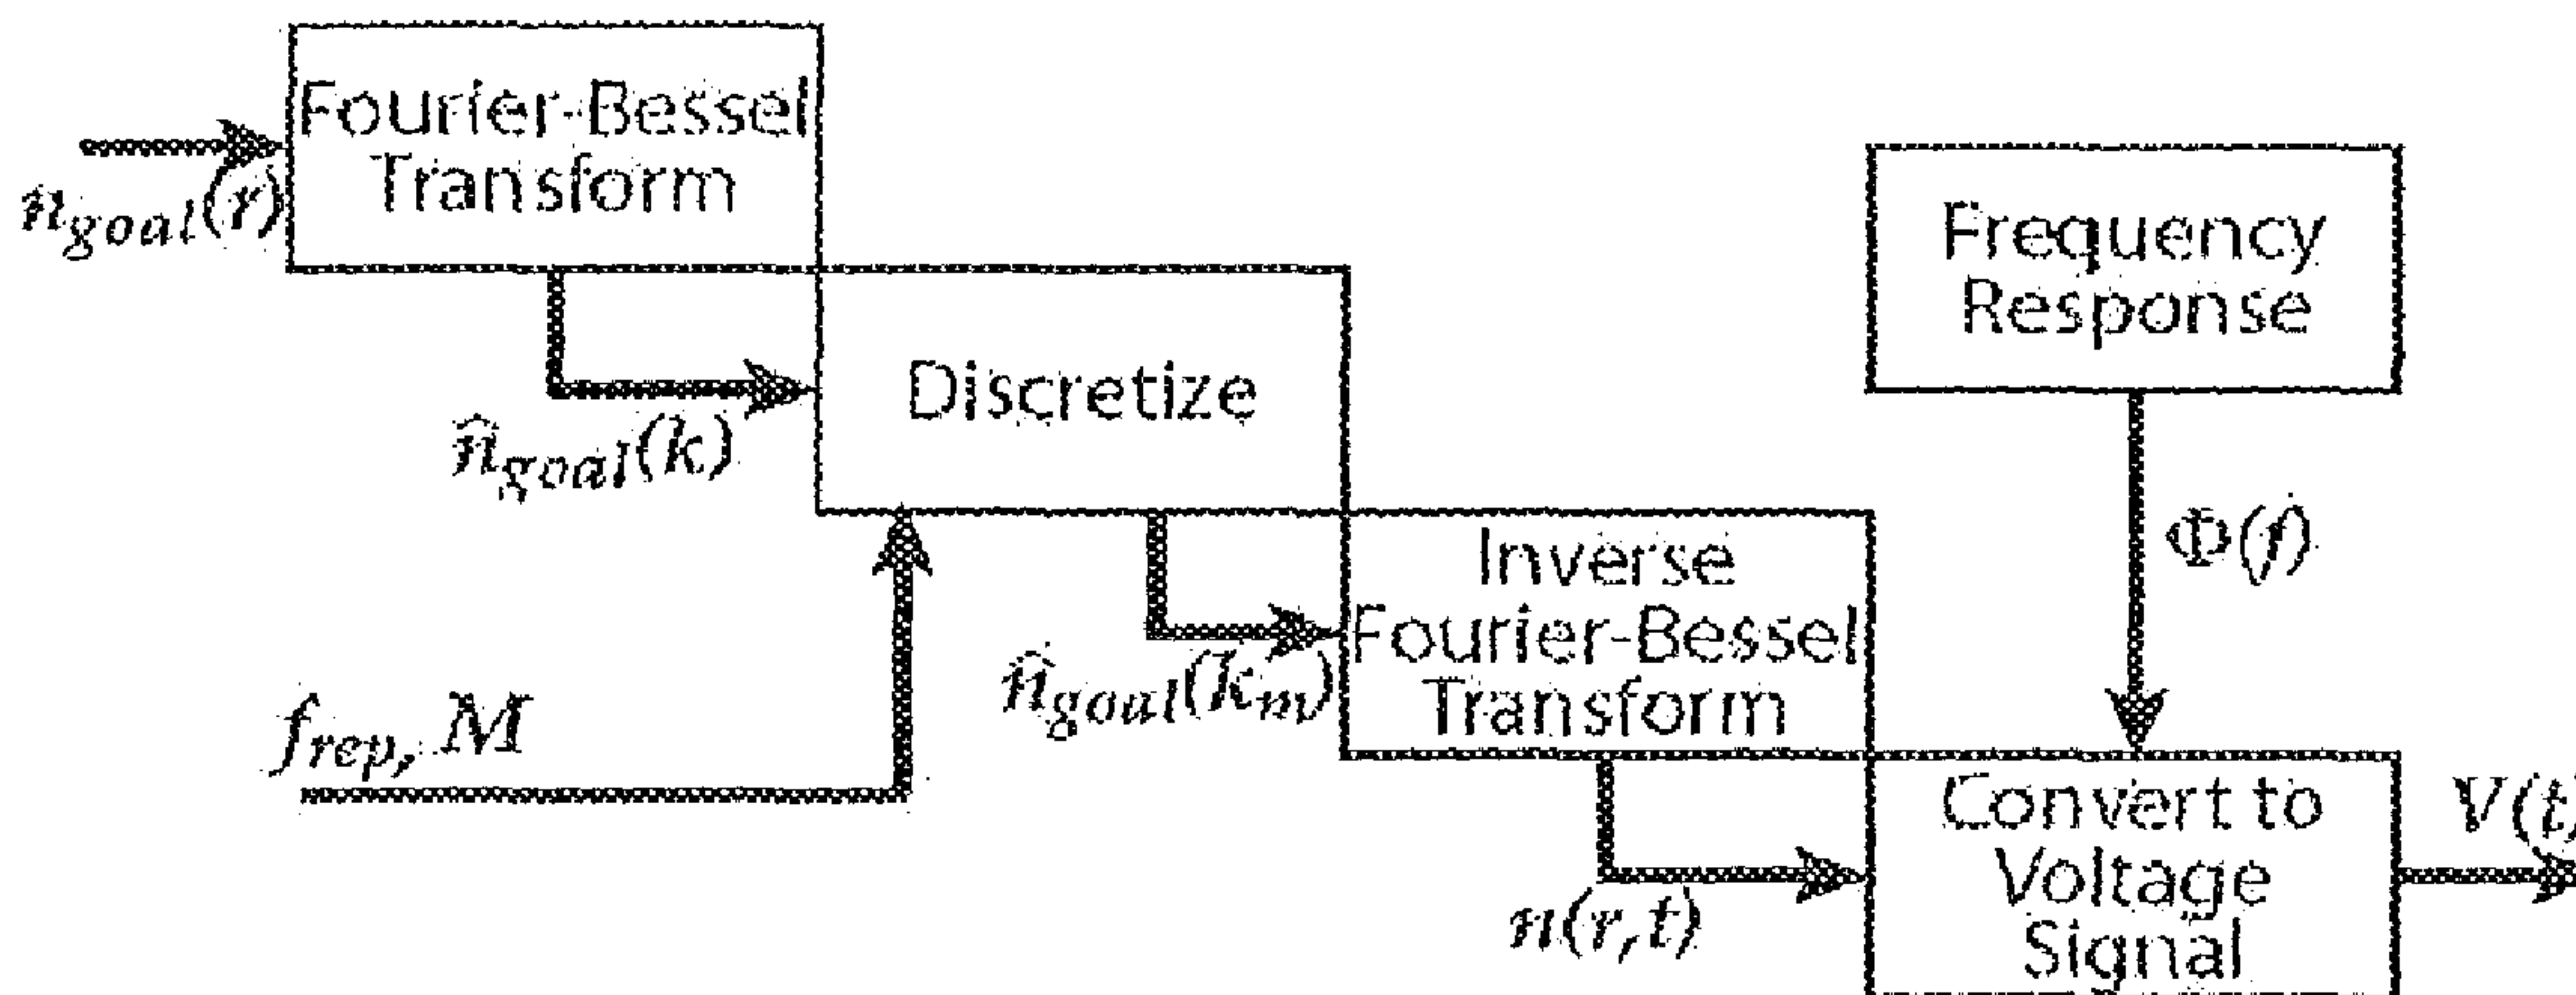 Fourier-Bessel
Transform
n_goal(r)
Frequency
Response
Discretize
n̂_goal(k)
Φ(f)
Inverse
Fourier-Bessel
Transform
n̂_goal(k_m)
f_rep, M
Convert to
Voltage
Signal
V(t)
n(r,t)